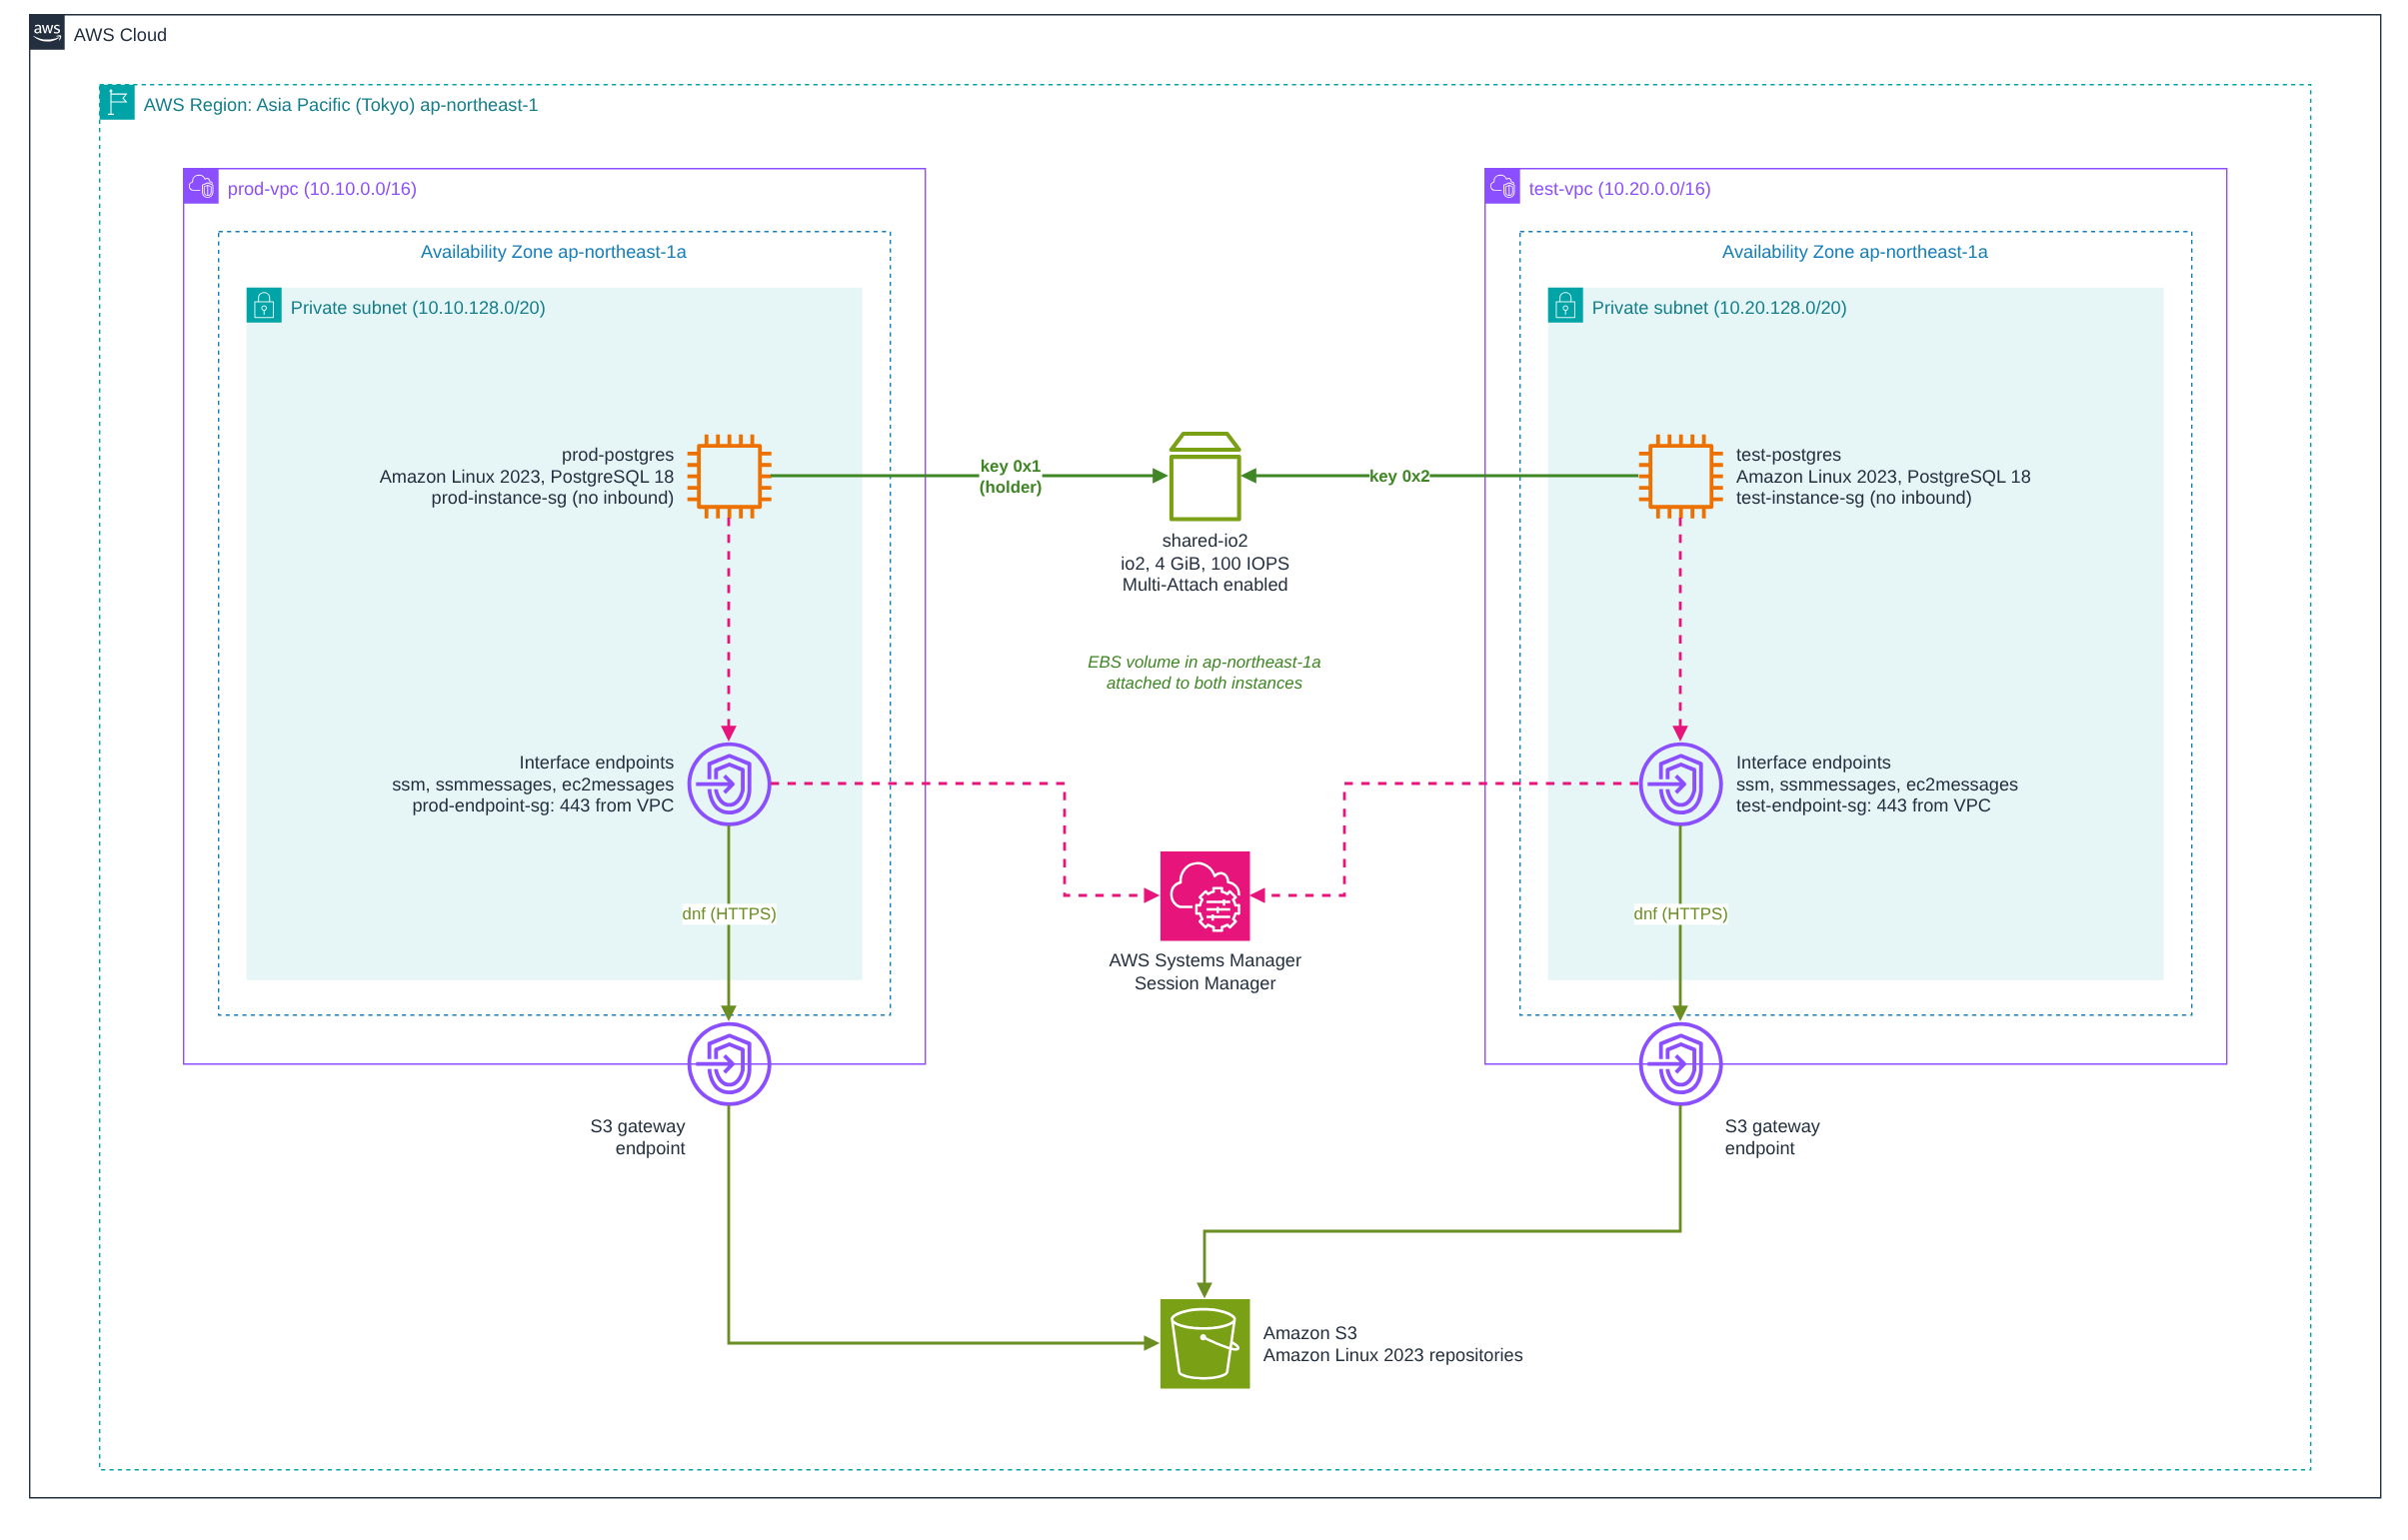 aws
AWS Cloud
AWS Region: Asia Pacific (Tokyo) ap-northeast-1
prod-vpc (10.10.0.0/16)
Availability Zone ap-northeast-1a
Private subnet (10.10.128.0/20)
prod-postgres
Amazon Linux 2023, PostgreSQL 18
prod-instance-sg (no inbound)
key 0x1
(holder)
shared-io2
io2, 4 GiB, 100 IOPS
Multi-Attach enabled
EBS volume in ap-northeast-1a
attached to both instances
key 0x2
test-vpc (10.20.0.0/16)
Availability Zone ap-northeast-1a
Private subnet (10.20.128.0/20)
test-postgres
Amazon Linux 2023, PostgreSQL 18
test-instance-sg (no inbound)
Interface endpoints
ssm, ssmmessages, ec2messages
prod-endpoint-sg: 443 from VPC
Interface endpoints
ssm, ssmmessages, ec2messages
test-endpoint-sg: 443 from VPC
dnf (HTTPS)
AWS Systems Manager
Session Manager
dnf (HTTPS)
S3 gateway
endpoint
S3 gateway
endpoint
Amazon S3
Amazon Linux 2023 repositories